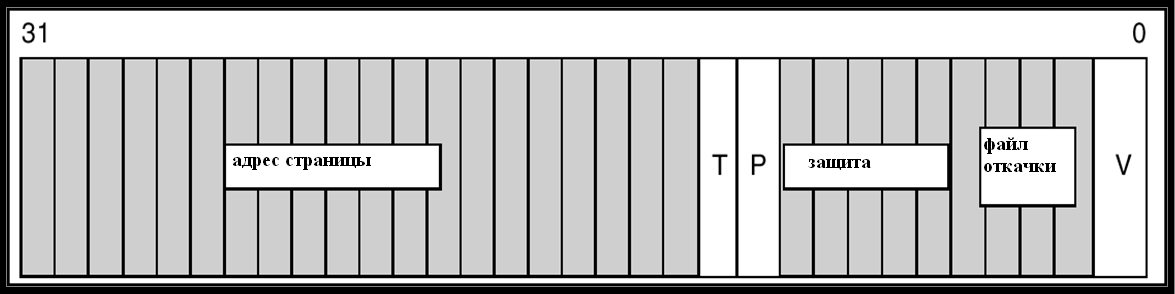 31 0
адрес страницы
T P
защита
файл
откачки
V